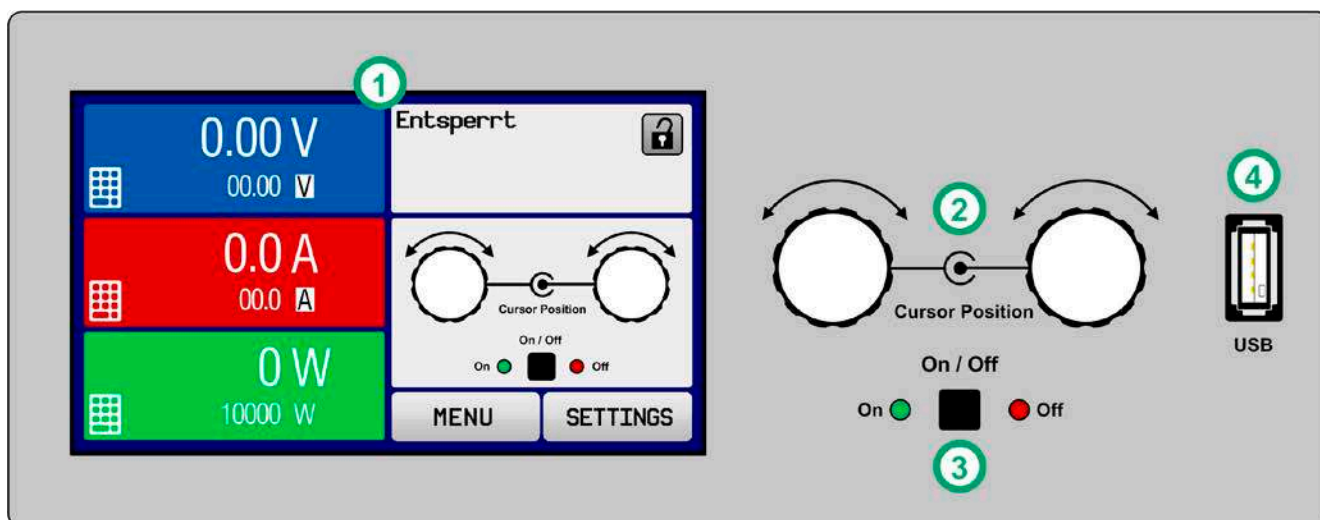 1
0.00 V
00.00 V
0.0 A
00.0 A
0 W
10000 W
Entsperrt
Cursor Position
On / Off
On Off
MENU SETTINGS
2
Cursor Position
On / Off
On Off
3
4
USB